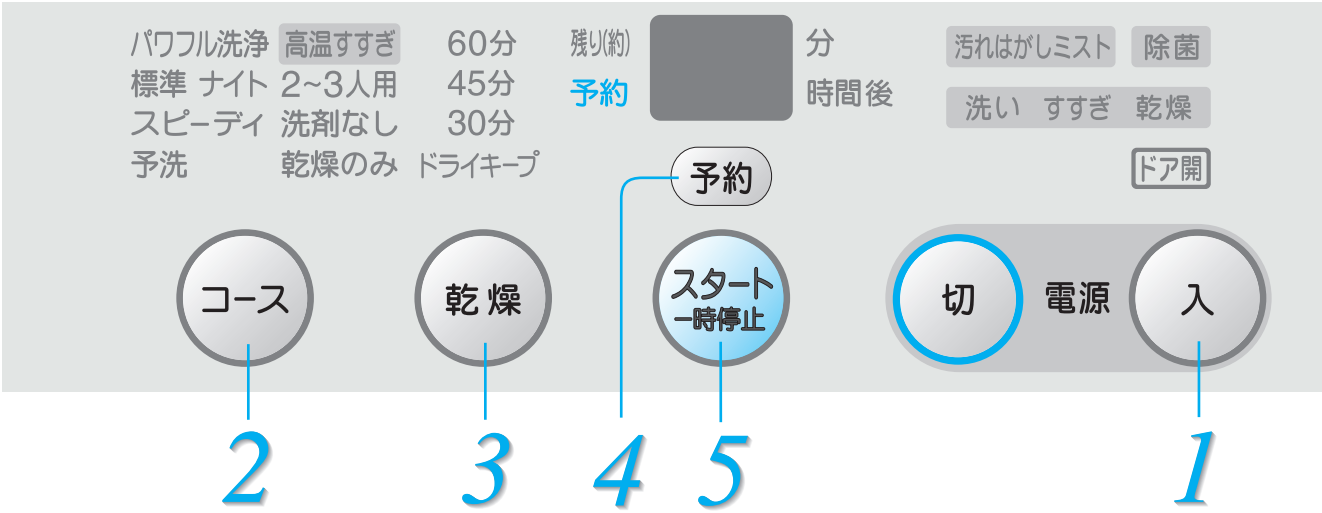 パワフル洗浄 高温すすぎ 60分 残り(約) 分 汚れはがしミスト 除菌
標準 ナイト 2~3人用 45分 予約 時間後
スピーディ 洗剤なし 30分 洗い すすぎ 乾燥
予洗 乾燥のみ ドライキープ ドア開
予約
コース 乾燥 スタート 切 電源 入
一時停止
2 3 4 5 1